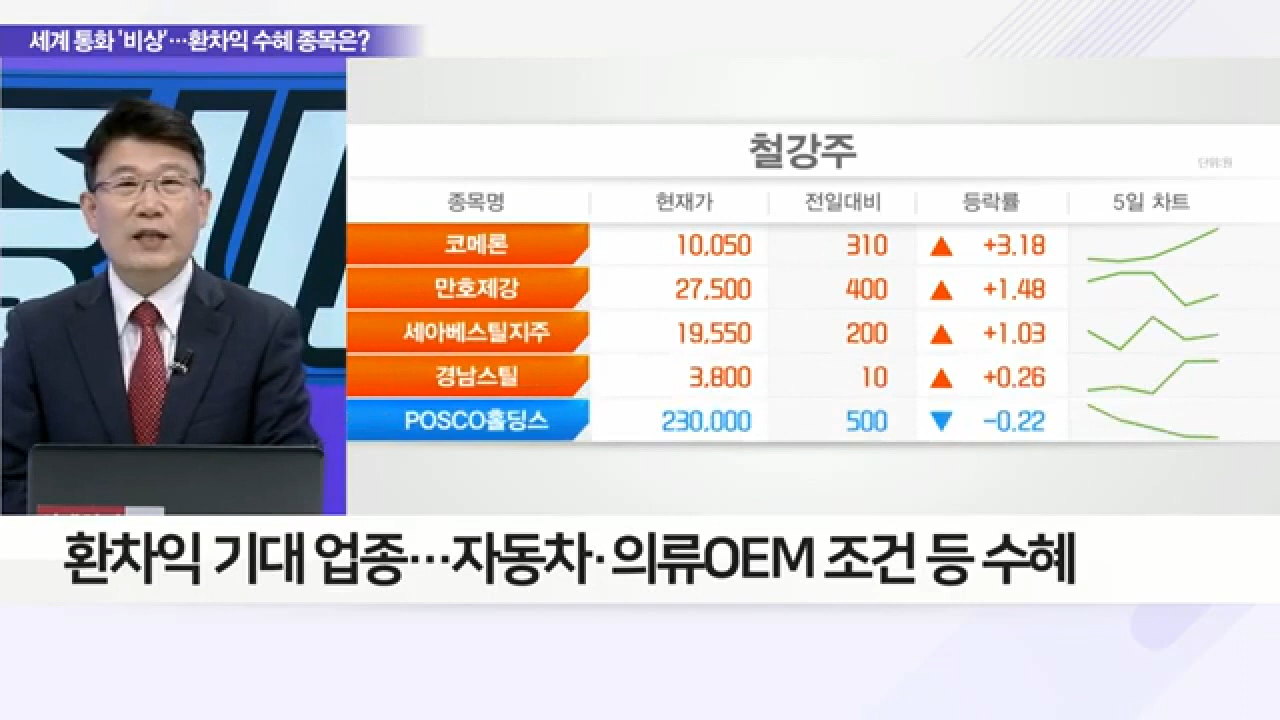 세계 통화 '비상'…환차익 수혜 종목은?
철강주
단위:원
종목명 현재가 전일대비 등락률 5일 차트
코메론 10,050 310 ▲ +3.18
만호제강 27,500 400 ▲ +1.48
세아베스틸지주 19,550 200 ▲ +1.03
경남스틸 3,800 10 ▲ +0.26
POSCO홀딩스 230,000 500 ▼ -0.22
환차익 기대 업종…자동차·의류OEM 조건 등 수혜